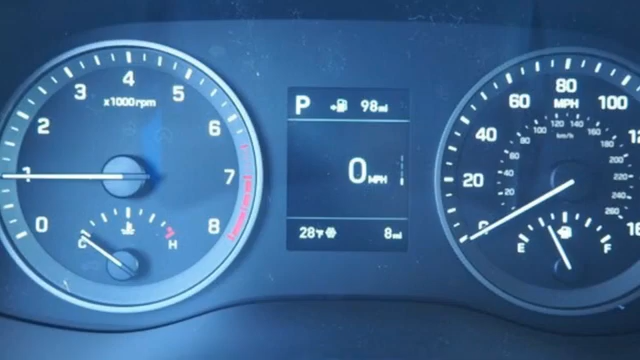 4
3 5
x1000rpm
2 6
1 7
0 8
C H
P 98mi
0 MPH
28°F 8mi
80
60 100
MPH
40
120 140
100 160
km/h
80 180
60 200
20 40 220
20 240
0 260
E F